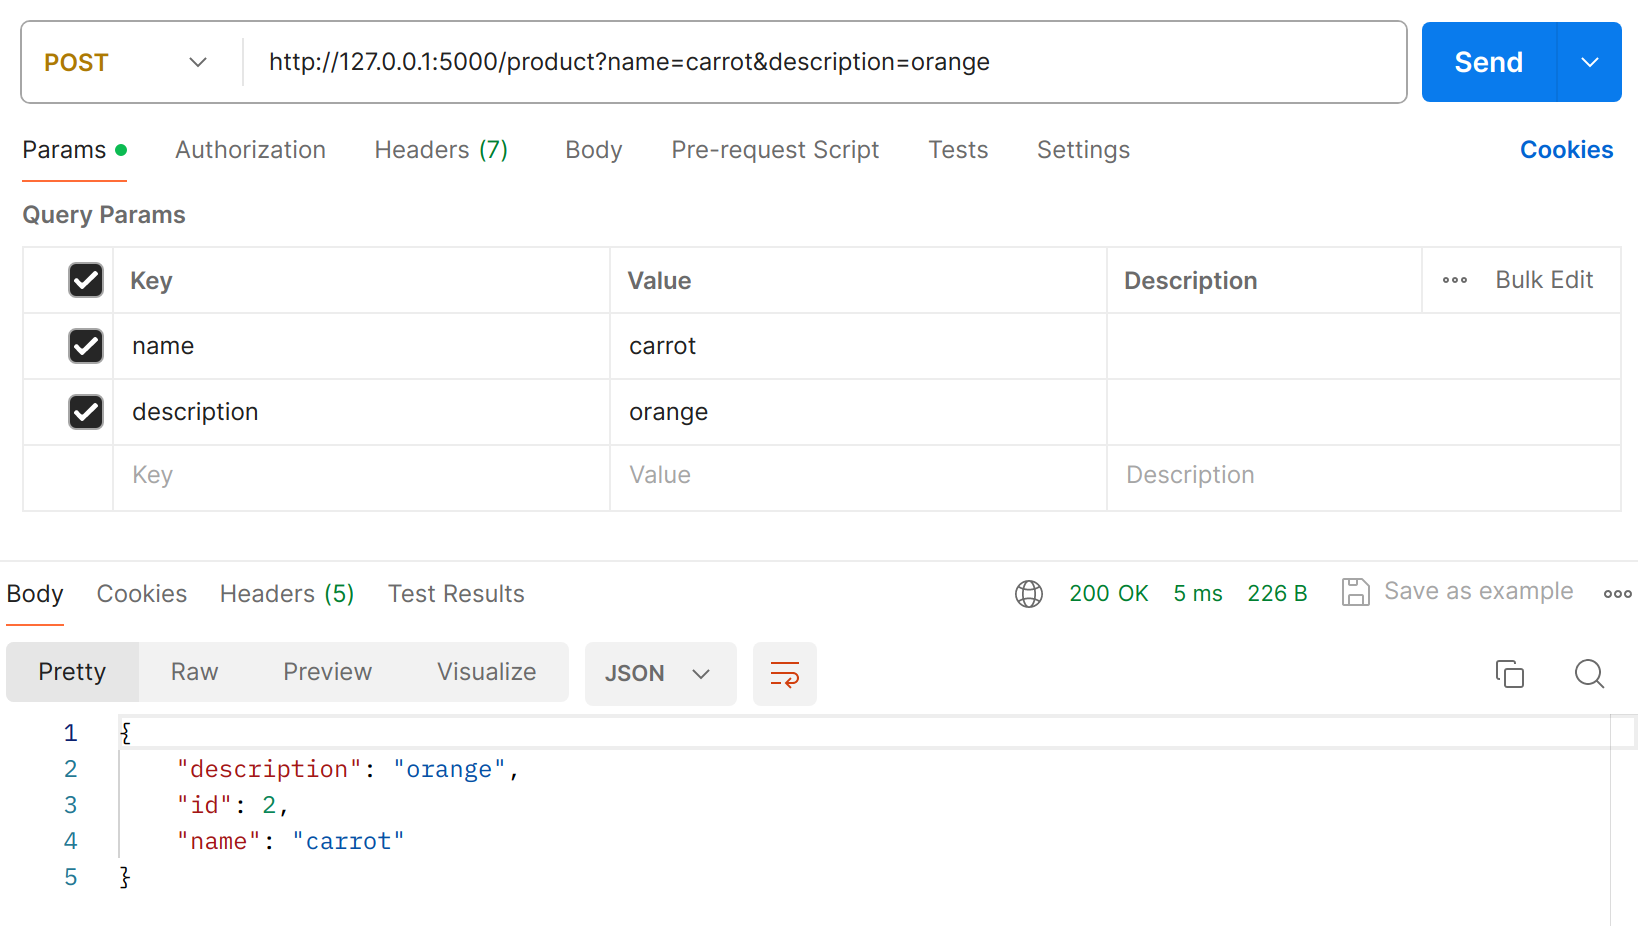 POST http://127.0.0.1:5000/product?name=carrot&description=orange Send
Params Authorization Headers (7) Body Pre-request Script Tests Settings Cookies
Query Params
Key Value Description Bulk Edit
name carrot
description orange
Key Value Description
Body Cookies Headers (5) Test Results 200 OK 5 ms 226 B Save as example
Pretty Raw Preview Visualize JSON
1 {
2 "description": "orange",
3 "id": 2,
4 "name": "carrot"
5 }